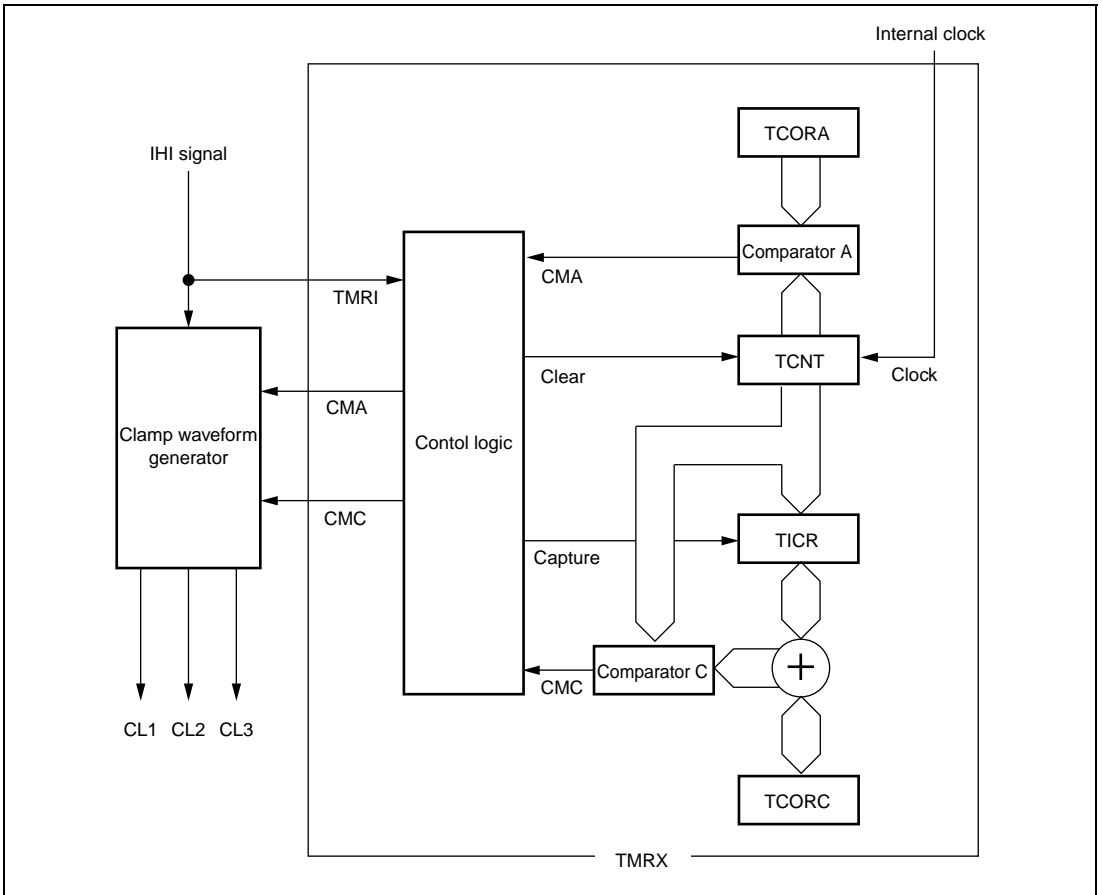 Internal clock
TCORA
IHI signal
Comparator A
CMA
TMRI
TCNT
Clear
Clock
CMA
Clamp waveform
generator
Contol logic
CMC
TICR
Capture
Comparator C
+
CMC
CL1 CL2 CL3
TCORC
TMRX